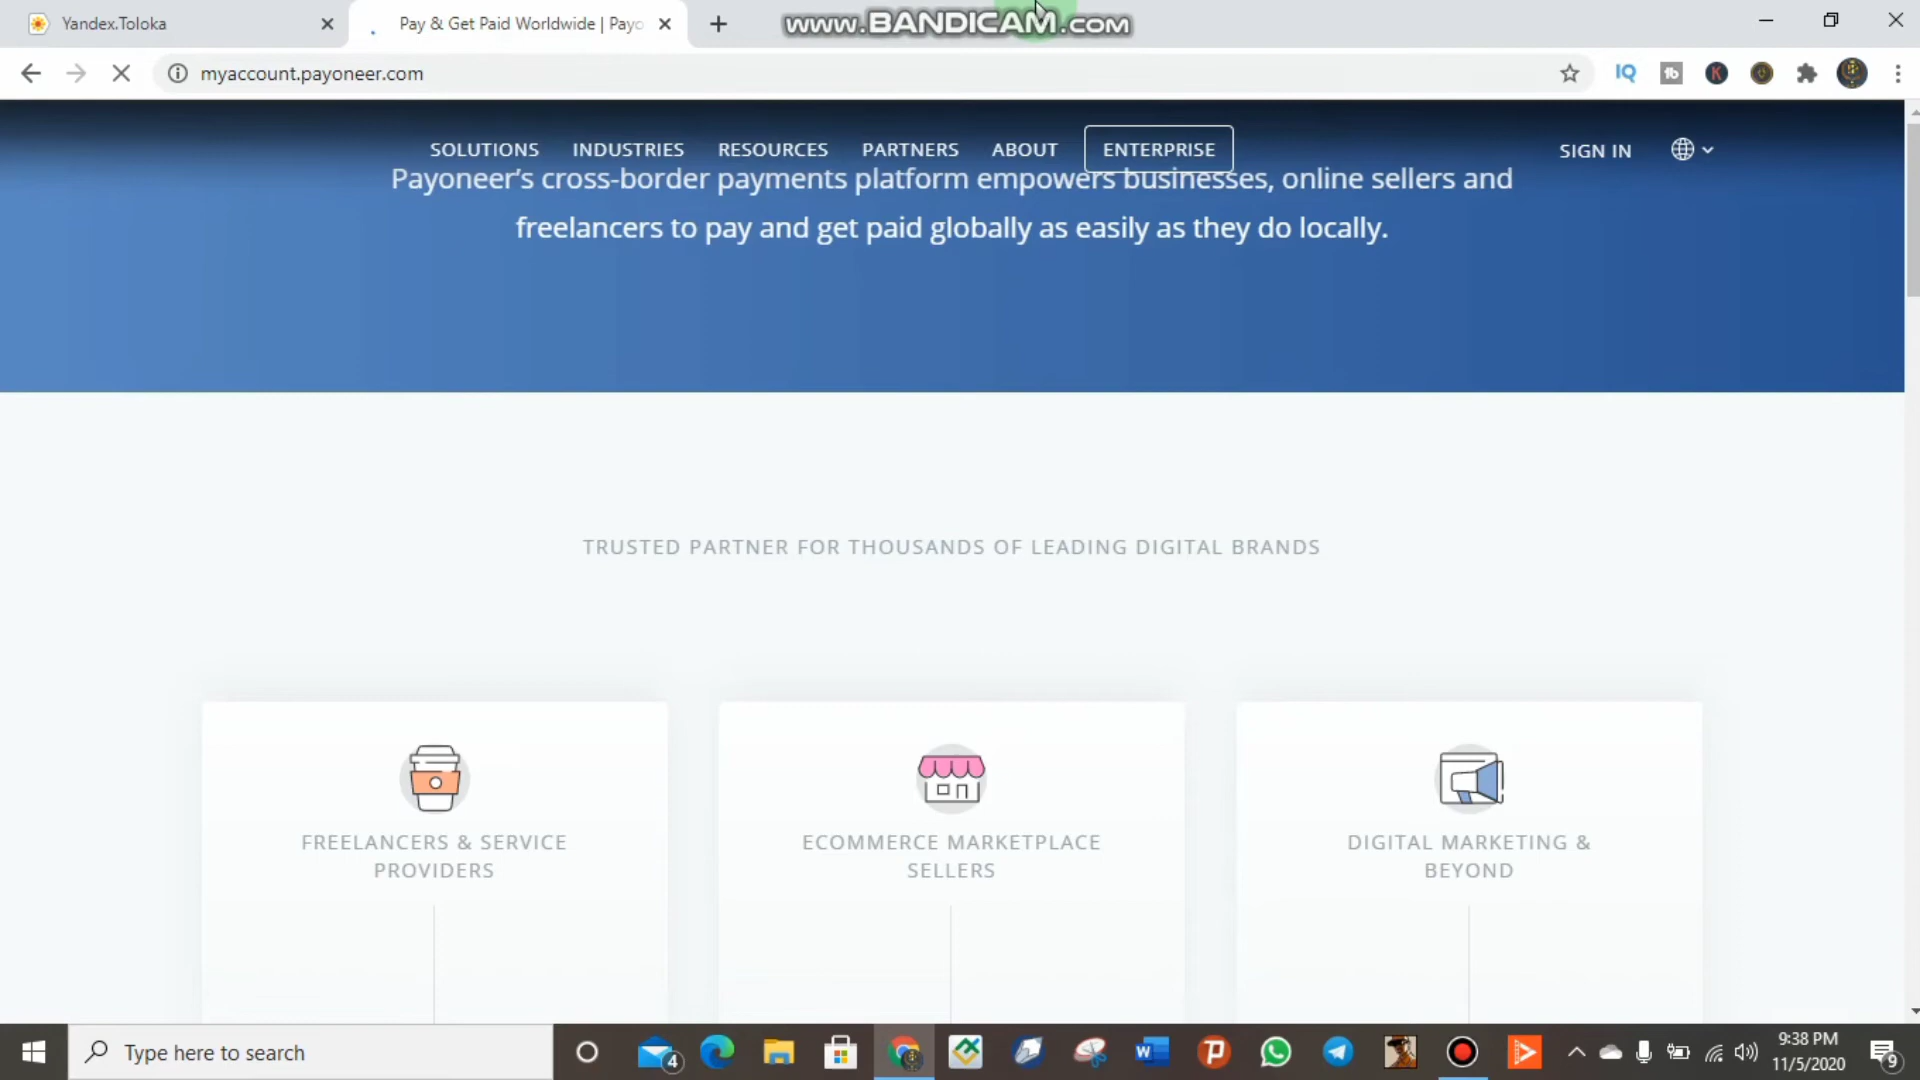 Yandex.Toloka
Pay & Get Paid Worldwide | Payo
www.BANDICAM.com
myaccount.payoneer.com
IQ
tb
K
SOLUTIONS
INDUSTRIES
RESOURCES
PARTNERS
ABOUT
ENTERPRISE
SIGN IN
Payoneer's cross-border payments platform empowers businesses, online sellers and
freelancers to pay and get paid globally as easily as they do locally.
TRUSTED PARTNER FOR THOUSANDS OF LEADING DIGITAL BRANDS
FREELANCERS & SERVICE
PROVIDERS
ECOMMERCE MARKETPLACE
SELLERS
DIGITAL MARKETING &
BEYOND
Type here to search
4
W
P
9:38 PM
11/5/2020
9